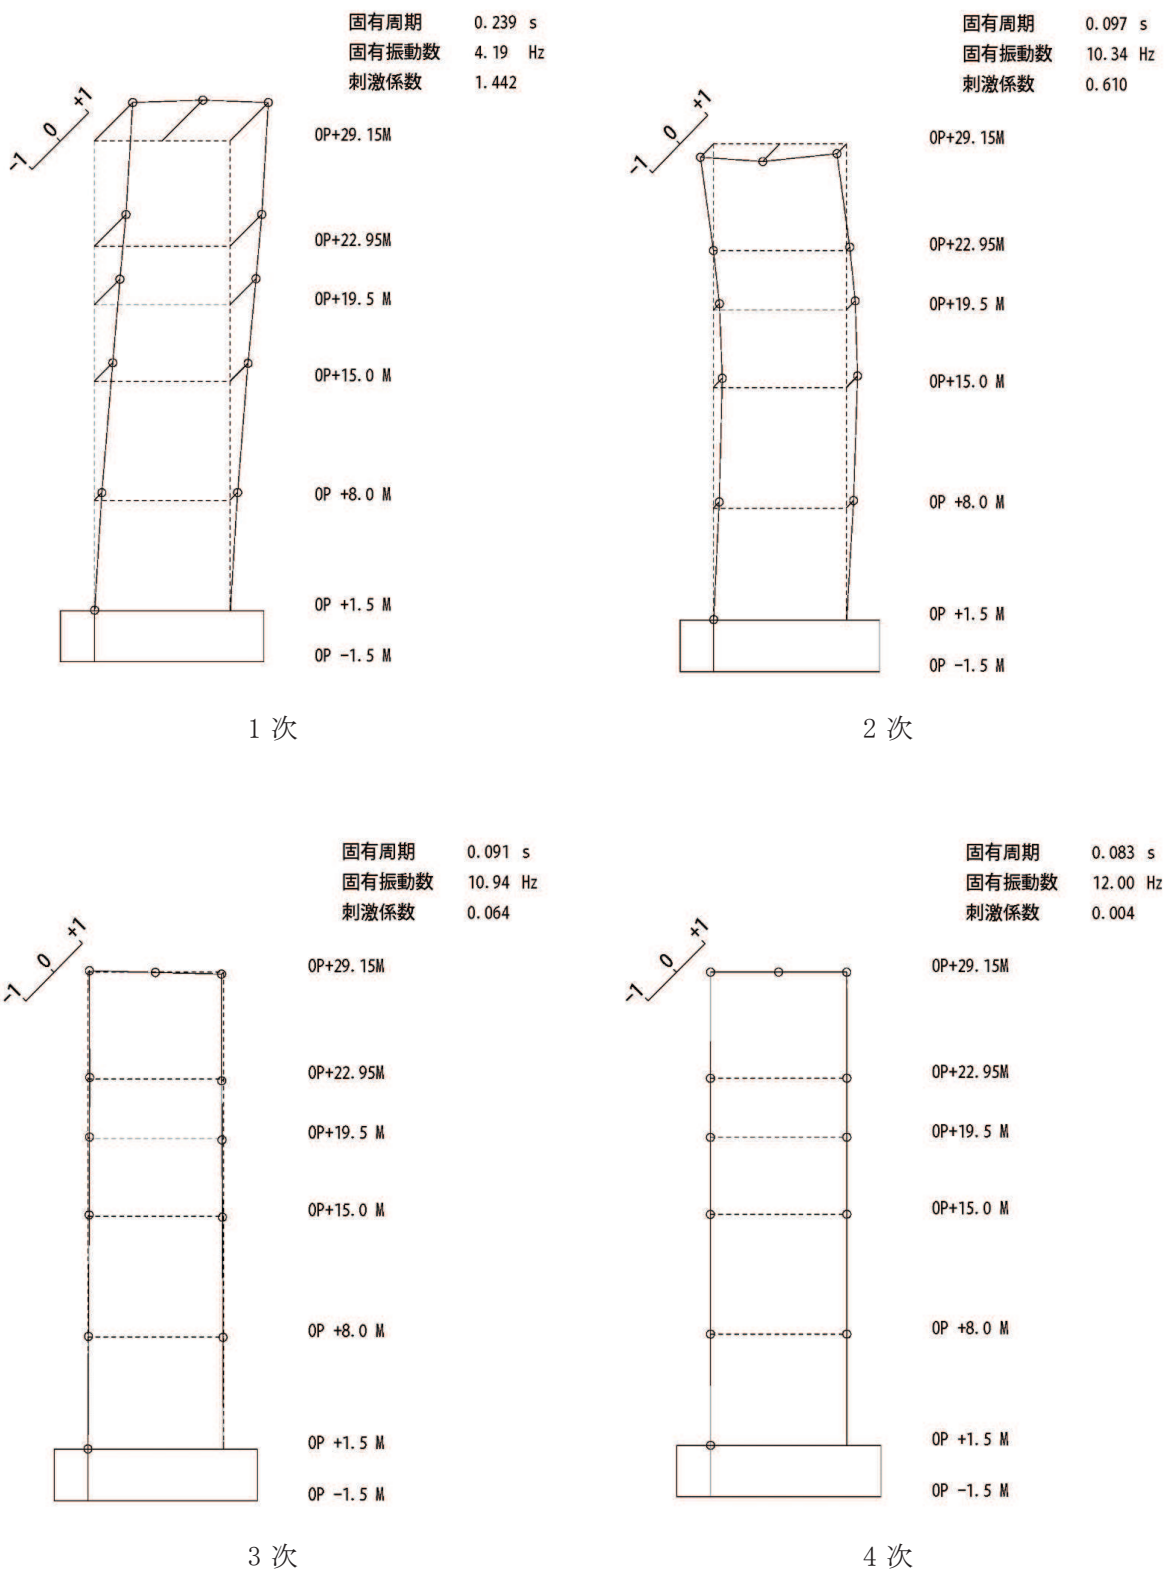 固有周期 0.239 s
固有振動数 4.19 Hz
刺激係数 1.442
+1
0
-1
OP+29.15M
OP+22.95M
OP+19.5 M
OP+15.0 M
OP +8.0 M
OP +1.5 M
OP -1.5 M
1 次
固有周期 0.097 s
固有振動数 10.34 Hz
刺激係数 0.610
+1
0
-1
OP+29.15M
OP+22.95M
OP+19.5 M
OP+15.0 M
OP +8.0 M
OP +1.5 M
OP -1.5 M
2 次
固有周期 0.091 s
固有振動数 10.94 Hz
刺激係数 0.064
+1
0
-1
OP+29.15M
OP+22.95M
OP+19.5 M
OP+15.0 M
OP +8.0 M
OP +1.5 M
OP -1.5 M
3 次
固有周期 0.083 s
固有振動数 12.00 Hz
刺激係数 0.004
+1
0
-1
OP+29.15M
OP+22.95M
OP+19.5 M
OP+15.0 M
OP +8.0 M
OP +1.5 M
OP -1.5 M
4 次